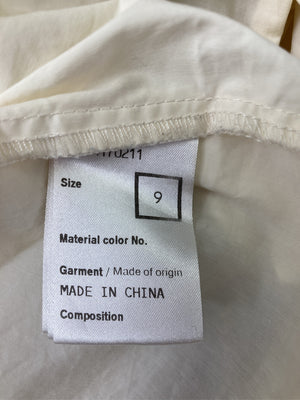 Size
9
Material color No.
Garment / Made of origin
MADE IN CHINA
Composition